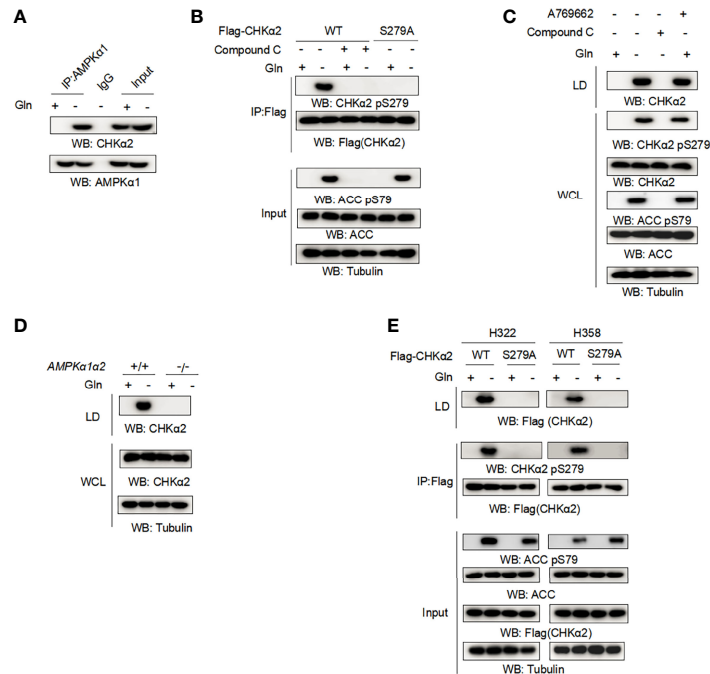 A
IP:AMPKα1
IgG
Input
Gln + - - + -
WB: CHKα2
WB: AMPKα1
B
Flag-CHKα2 WT S279A
Compound C - - + + - -
Gln + - + - + -
IP:Flag
WB: CHKα2 pS279
WB: Flag(CHKα2)
Input
WB: ACC pS79
WB: ACC
WB: Tubulin
C
A769662 - - - +
Compound C - - + -
Gln + - - +
LD
WB: CHKα2
WCL
WB: CHKα2 pS279
WB: CHKα2
WB: ACC pS79
WB: ACC
WB: Tubulin
D
AMPKα1α2 +/+ -/-
Gln + - + -
LD
WB: CHKα2
WCL
WB: CHKα2
WB: Tubulin
E
H322 H358
Flag-CHKα2 WT S279A WT S279A
Gln + - + - + - + -
LD
WB: Flag (CHKα2)
IP:Flag
WB: CHKα2 pS279
WB: Flag(CHKα2)
Input
WB: ACC pS79
WB: ACC
WB: Flag(CHKα2)
WB: Tubulin